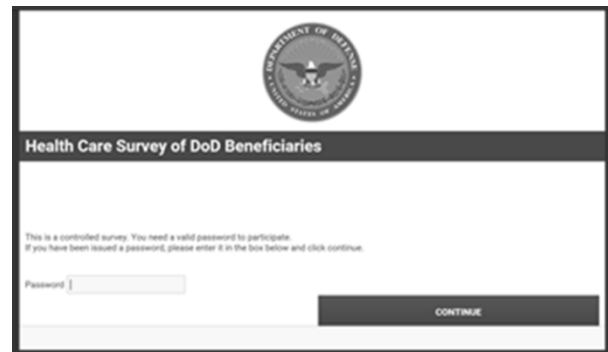 DEPARTMENT OF DEFENSE
UNITED STATES OF AMERICA
Health Care Survey of DoD Beneficiaries
This is a controlled survey. You need a valid password to participate.
If you have been issued a password, please enter it in the box below and click continue.
Password
CONTINUE